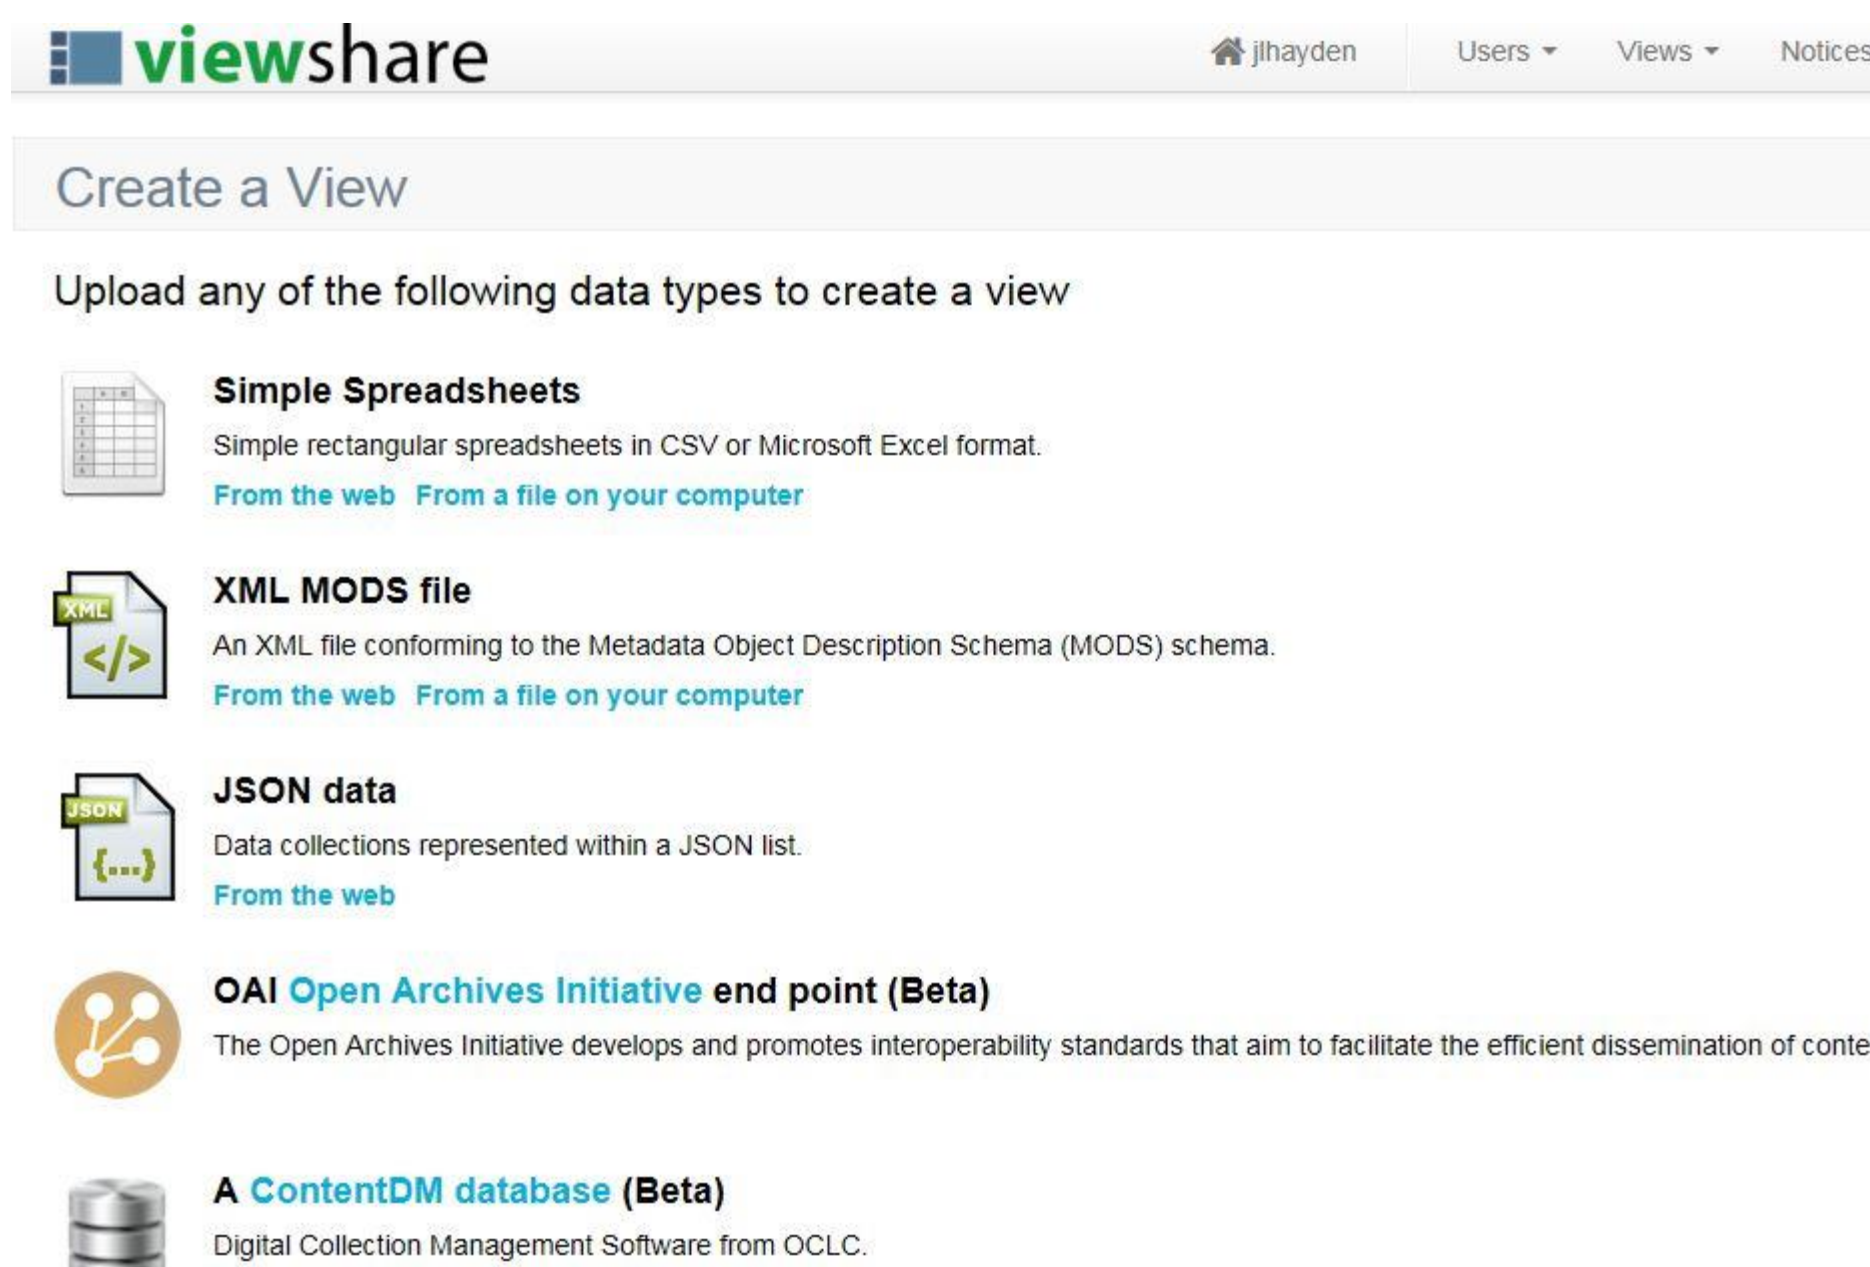 viewshare
jlhayden Users Views Notices
Create a View
Upload any of the following data types to create a view
Simple Spreadsheets
Simple rectangular spreadsheets in CSV or Microsoft Excel format.
From the web From a file on your computer
XML
</>
XML MODS file
An XML file conforming to the Metadata Object Description Schema (MODS) schema.
From the web From a file on your computer
JSON
{...}
JSON data
Data collections represented within a JSON list.
From the web
OAI Open Archives Initiative end point (Beta)
The Open Archives Initiative develops and promotes interoperability standards that aim to facilitate the efficient dissemination of conte
A ContentDM database (Beta)
Digital Collection Management Software from OCLC.